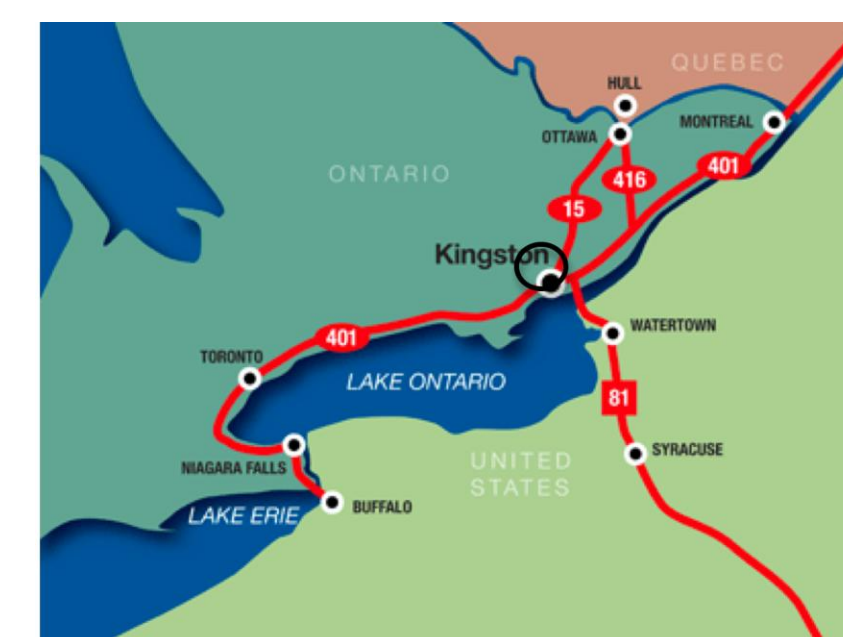 QUEBEC
HULL
MONTREAL
OTTAWA
ONTARIO
401
416
15
Kingston
WATERTOWN
401
TORONTO
LAKE ONTARIO
81
SYRACUSE
UNITED
STATES
NIAGARA FALLS
BUFFALO
LAKE ERIE